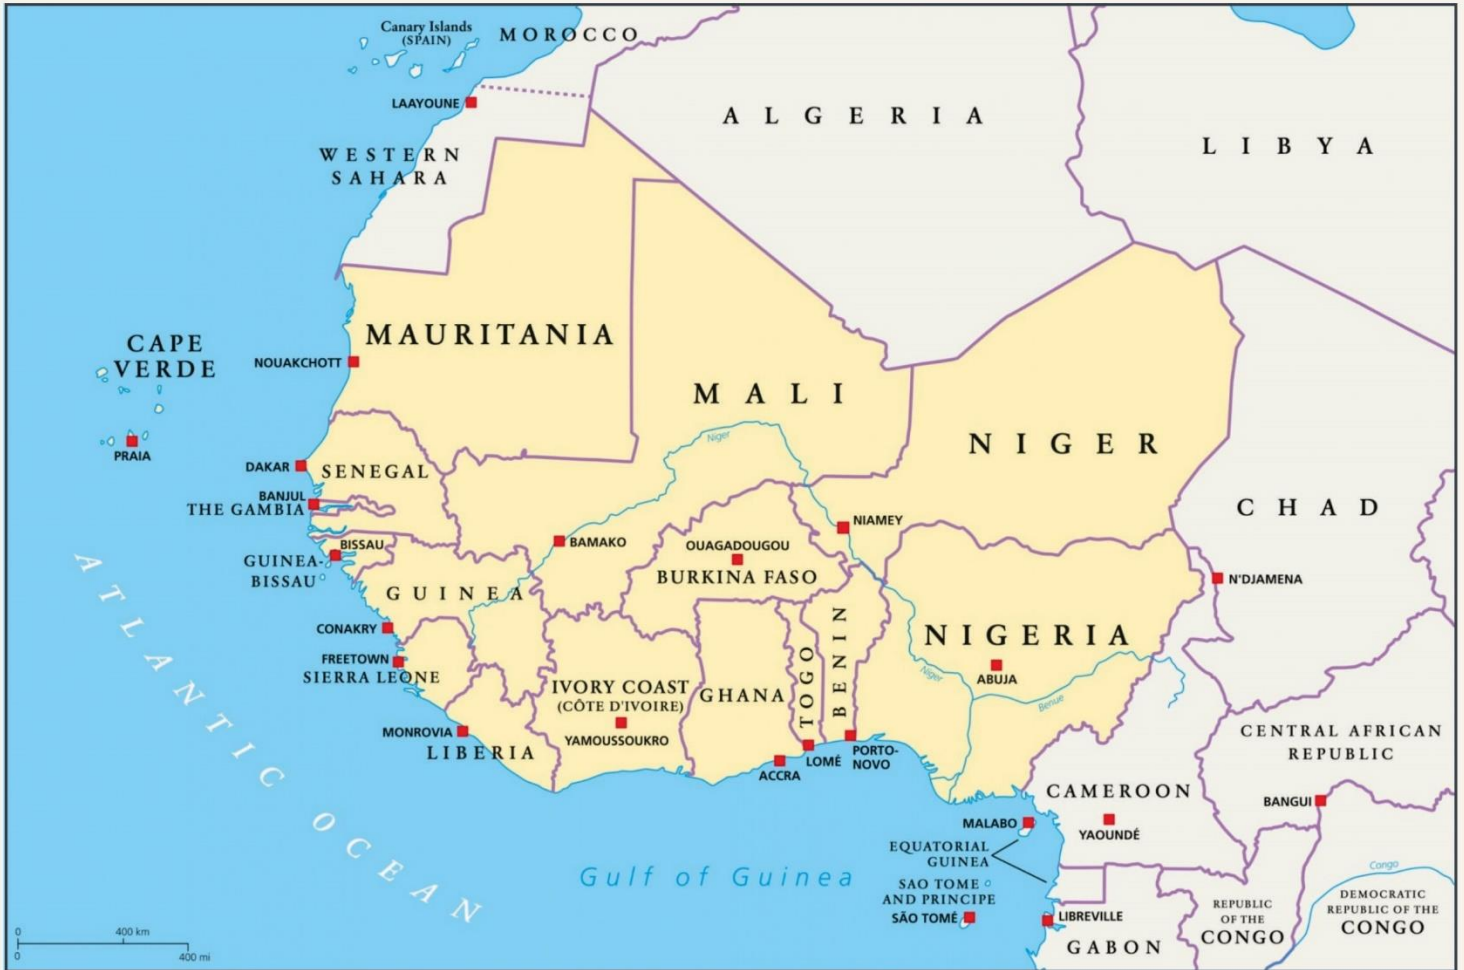 Canary Islands
(SPAIN)
MOROCCO
LAAYOUNE
ALGERIA
LIBYA
WESTERN
SAHARA
CAPE
VERDE
MAURITANIA
NOUAKCHOTT
MALI
NIGER
Niger
PRAIA
DAKAR
SENEGAL
BANJUL
THE GAMBIA
CHAD
NIAMEY
BISSAU
BAMAKO
OUAGADOUGOU
GUINEA-
BISSAU
BURKINA FASO
N'DJAMENA
GUINEA
CONAKRY
NIGERIA
FREETOWN
SIERRA LEONE
TOGO
BENIN
ABUJA
Niger
Benue
IVORY COAST
(CÔTE D'IVOIRE)
GHANA
YAMOUSSOUKRO
MONROVIA
LIBERIA
ACCRA
LOMÉ
PORTO-
NOVO
CENTRAL AFRICAN
REPUBLIC
BANGUI
CAMEROON
YAOUNDÉ
MALABO
EQUATORIAL
GUINEA
ATLANTIC OCEAN
Gulf of Guinea
SAO TOME
AND PRINCIPE
SÃO TOMÉ
LIBREVILLE
GABON
REPUBLIC
OF THE
CONGO
Congo
DEMOCRATIC
REPUBLIC OF THE
CONGO
0
400 km
0
400 mi